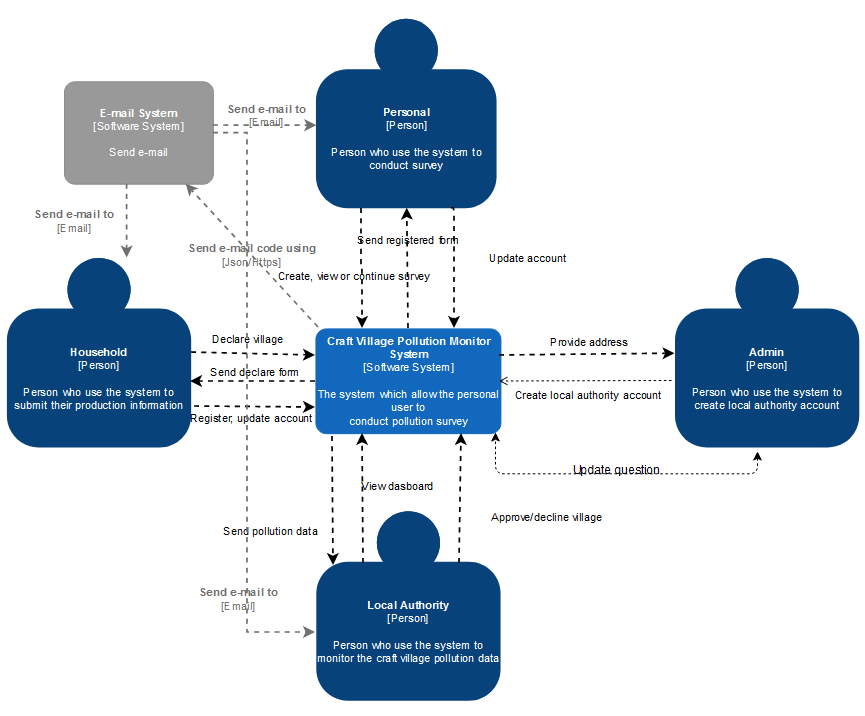 Personal
[Person]
Person who use the system to
conduct survey
E-mail System
[Software System]
Send e-mail
Send e-mail to
[Email]
Send e-mail to
[Email]
Send e-mail code using
[Json/Https]
Send registered form
Create, view or continue survey
Update account
Household
[Person]
Person who use the system to
submit their production information
Declare village
Send declare form
Register, update account
Craft Village Pollution Monitor
System
[Software System]
The system which allow the personal
user to
conduct pollution survey
Provide address
Create local authority account
Admin
[Person]
Person who use the system to
create local authority account
Update question
View dasboard
Approve/decline village
Send pollution data
Send e-mail to
[Email]
Local Authority
[Person]
Person who use the system to
monitor the craft village pollution data